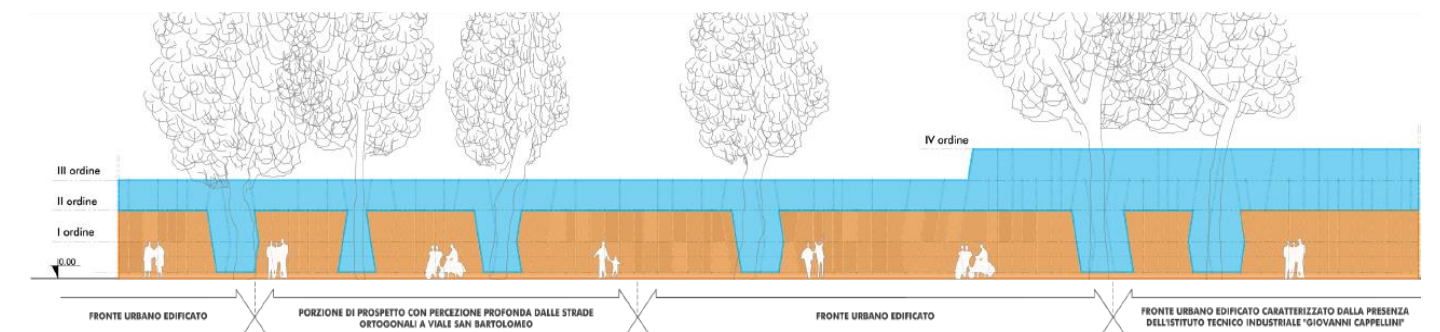 IV ordine
III ordine
II ordine
I ordine
0.00
FRONTE URBANO EDIFICATO
PORZIONE DI PROSPETTO CON PERCEZIONE PROFONDA DALLE STRADE
ORTOGONALI A VIALE SAN BARTOLOMEO
FRONTE URBANO EDIFICATO
FRONTE URBANO EDIFICATO CARATTERIZZATO DALLA PRESENZA
DELL'ISTITUTO TECNICO INDUSTRIALE "GIOVANNI CAPPELLINI"